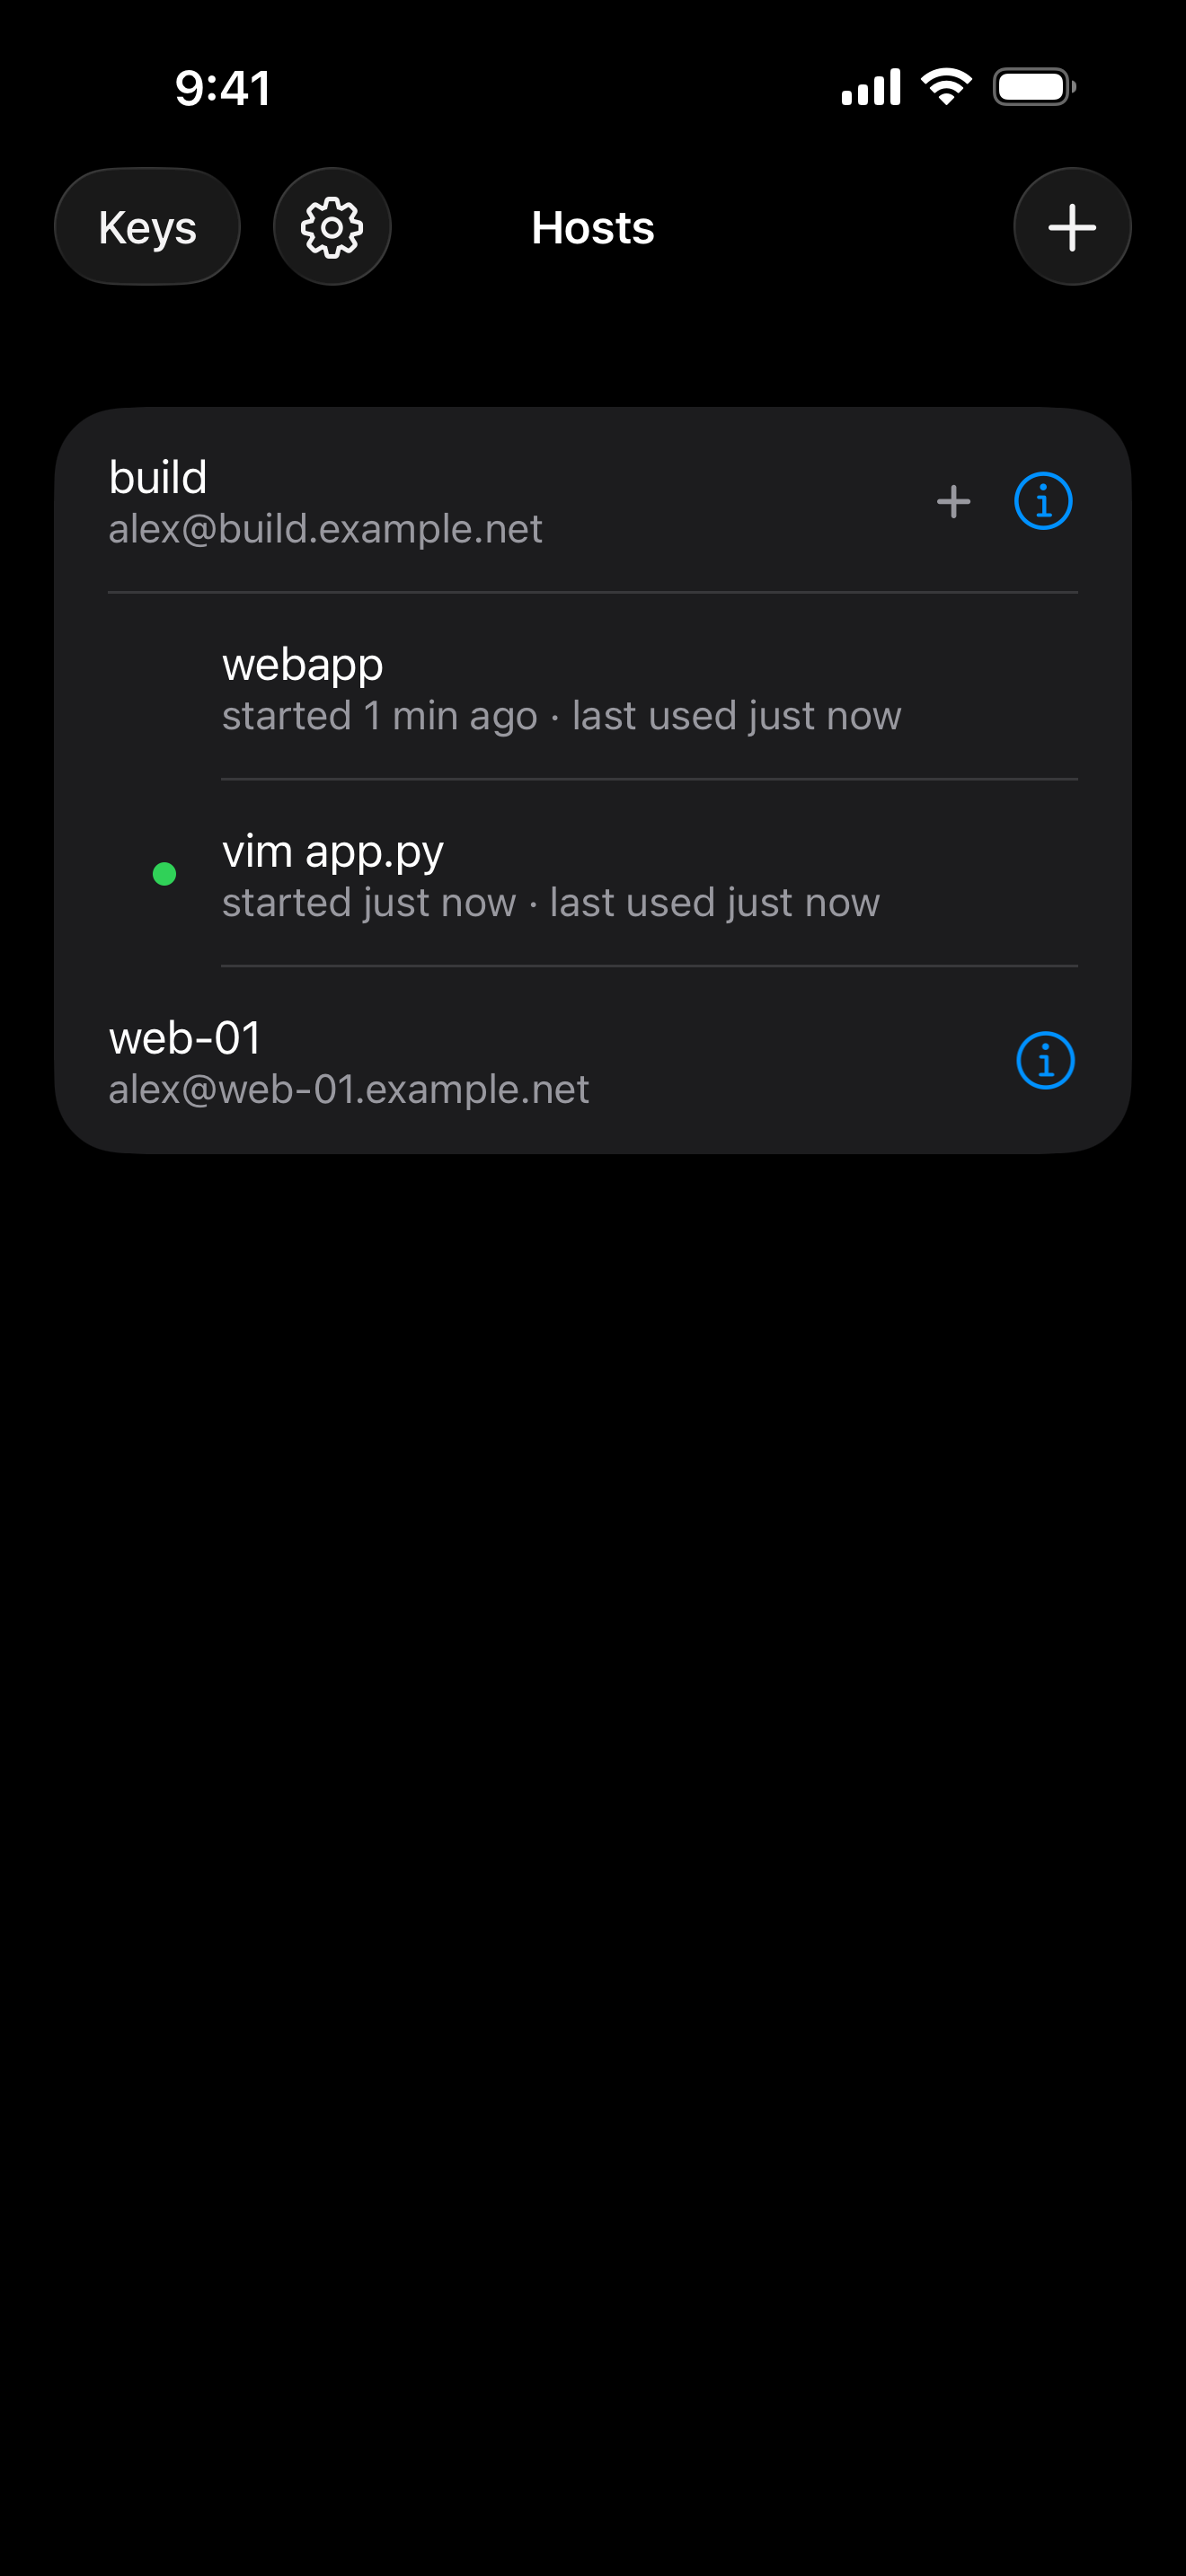 9:41
Keys
Hosts
build
alex@build.example.net
webapp
started 1 min ago · last used just now
vim app.py
started just now · last used just now
web-01
alex@web-01.example.net